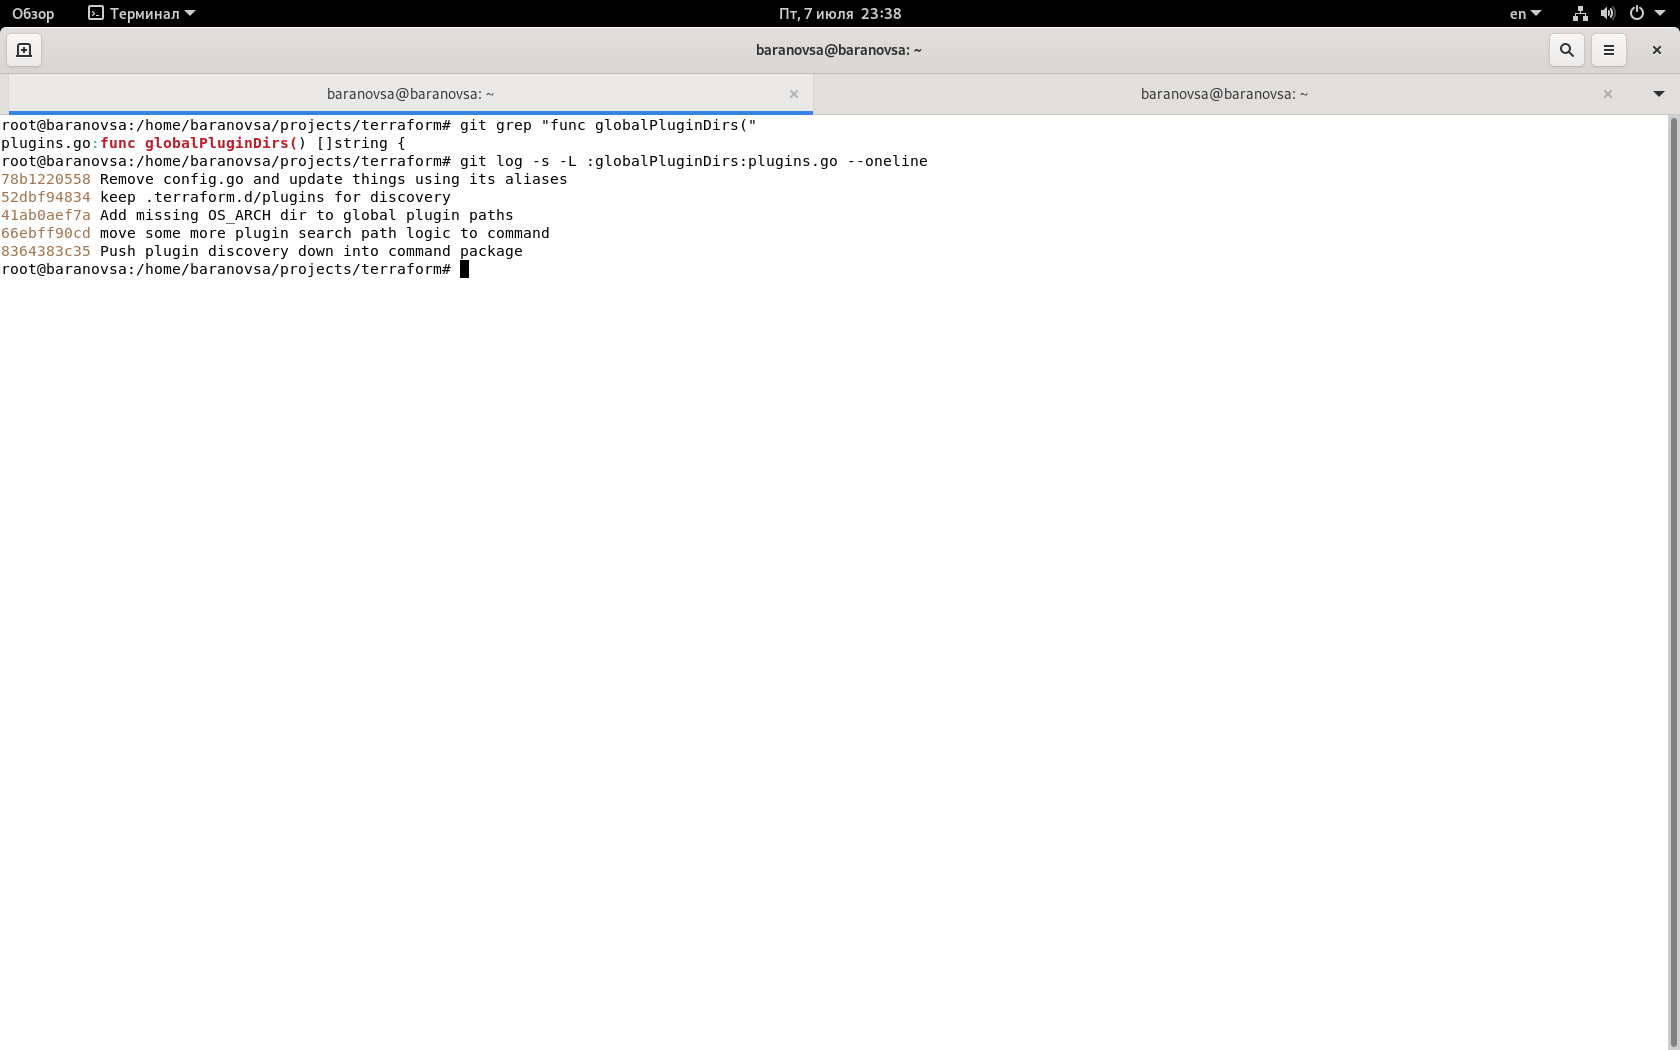 Обзор Терминал Пт, 7 июля 23:38 en
baranovsa@baranovsa: ~
baranovsa@baranovsa: ~ baranovsa@baranovsa: ~
root@baranovsa:/home/baranovsa/projects/terraform# git grep "func globalPluginDirs("
plugins.go:func globalPluginDirs() []string {
root@baranovsa:/home/baranovsa/projects/terraform# git log -s -L :globalPluginDirs:plugins.go --oneline
78b1220558 Remove config.go and update things using its aliases
52dbf94834 keep .terraform.d/plugins for discovery
41ab0aef7a Add missing OS_ARCH dir to global plugin paths
66ebff90cd move some more plugin search path logic to command
8364383c35 Push plugin discovery down into command package
root@baranovsa:/home/baranovsa/projects/terraform#